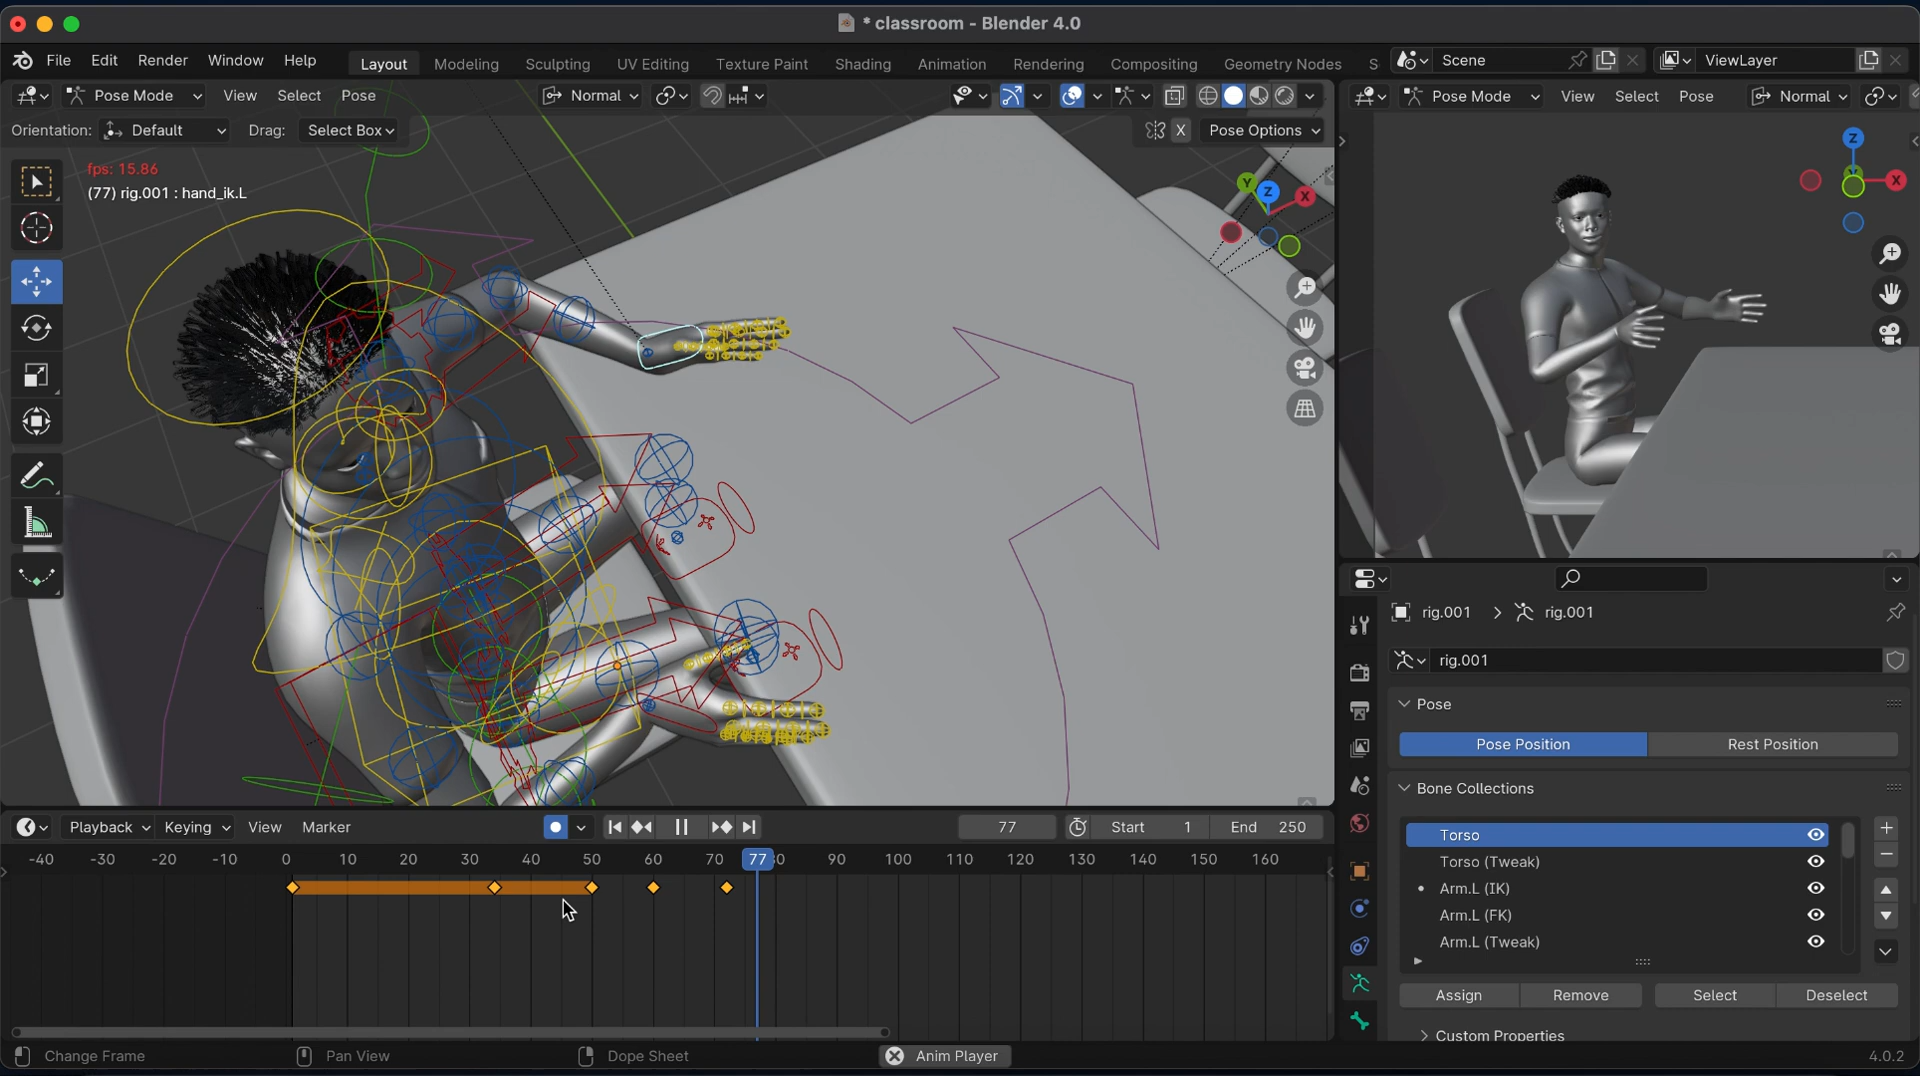 * classroom - Blender 4.0
File Edit Render Window Help Layout Modeling Sculpting UV Editing Texture Paint Shading Animation Rendering Compositing Geometry Nodes S Scene ViewLayer
Pose Mode View Select Pose Normal Pose Mode View Select Pose Normal
Orientation: Default Drag: Select Box X Pose Options
fps: 15.86
(77) rig.001 : hand_ik.L
Y Z X
Z
X
rig.001 > rig.001
rig.001
Pose
Pose Position Rest Position
Bone Collections
Torso
Torso (Tweak)
Arm.L (IK)
Arm.L (FK)
Arm.L (Tweak)
Assign Remove Select Deselect
Custom Properties
Playback Keying View Marker 77 Start 1 End 250
-40 -30 -20 -10 0 10 20 30 40 50 60 70 77 80 90 100 110 120 130 140 150 160
Change Frame Pan View Dope Sheet Anim Player 4.0.2